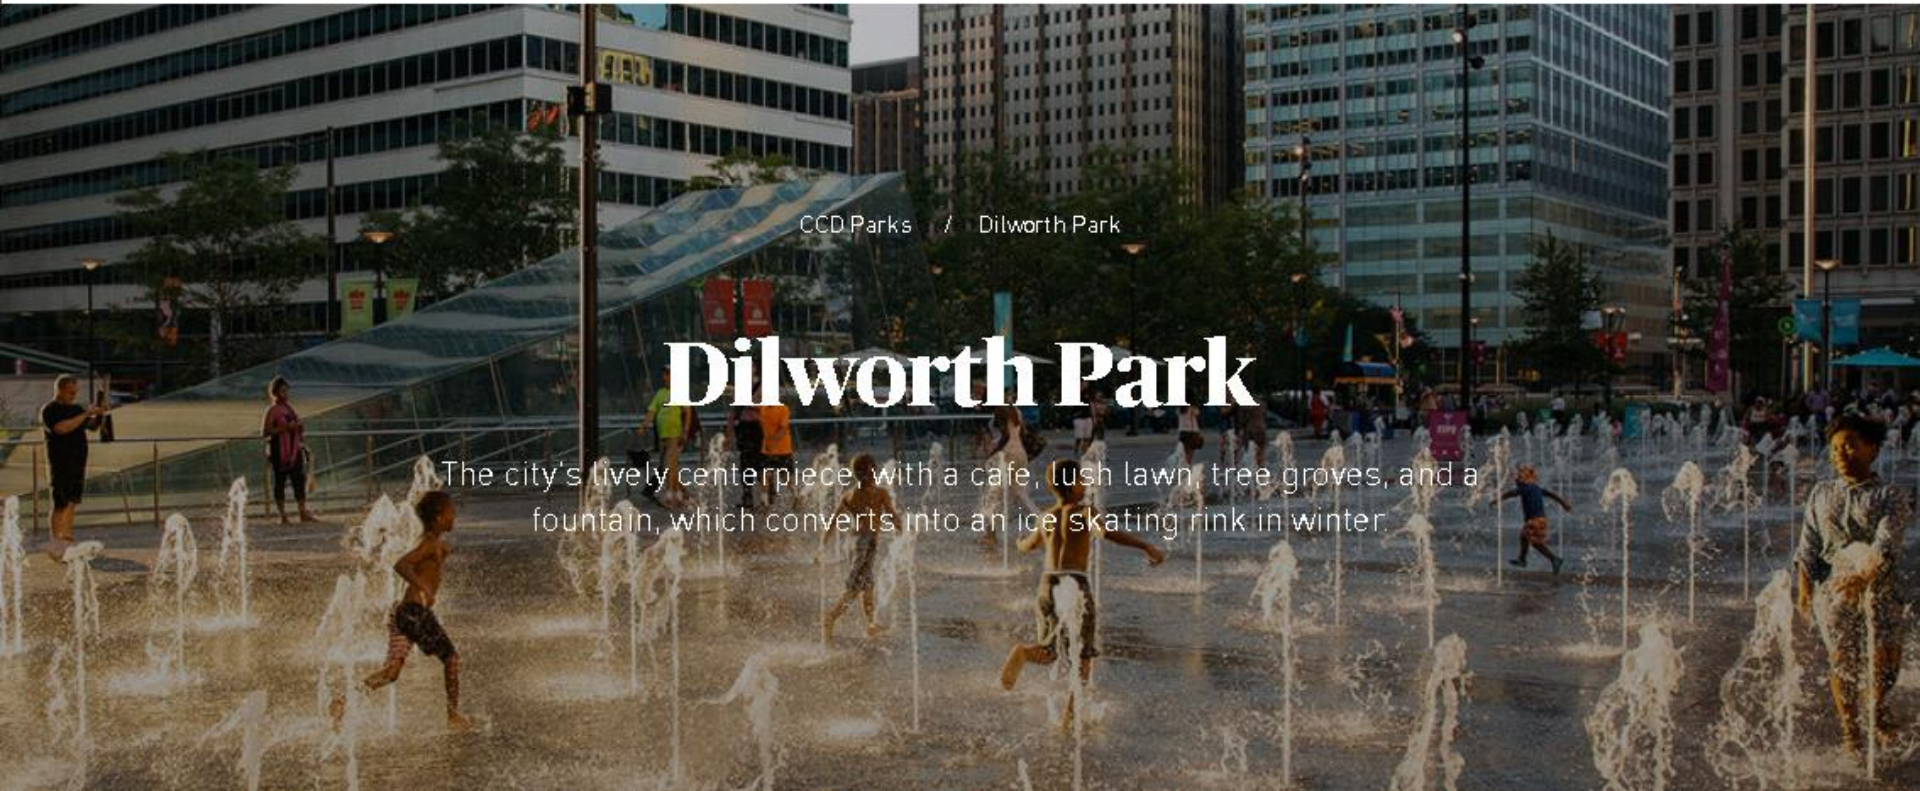 CCD Parks / Dilworth Park
Dilworth Park
The city's lively centerpiece, with a cafe, lush lawn, tree groves, and a
fountain, which converts into an ice skating rink in winter.